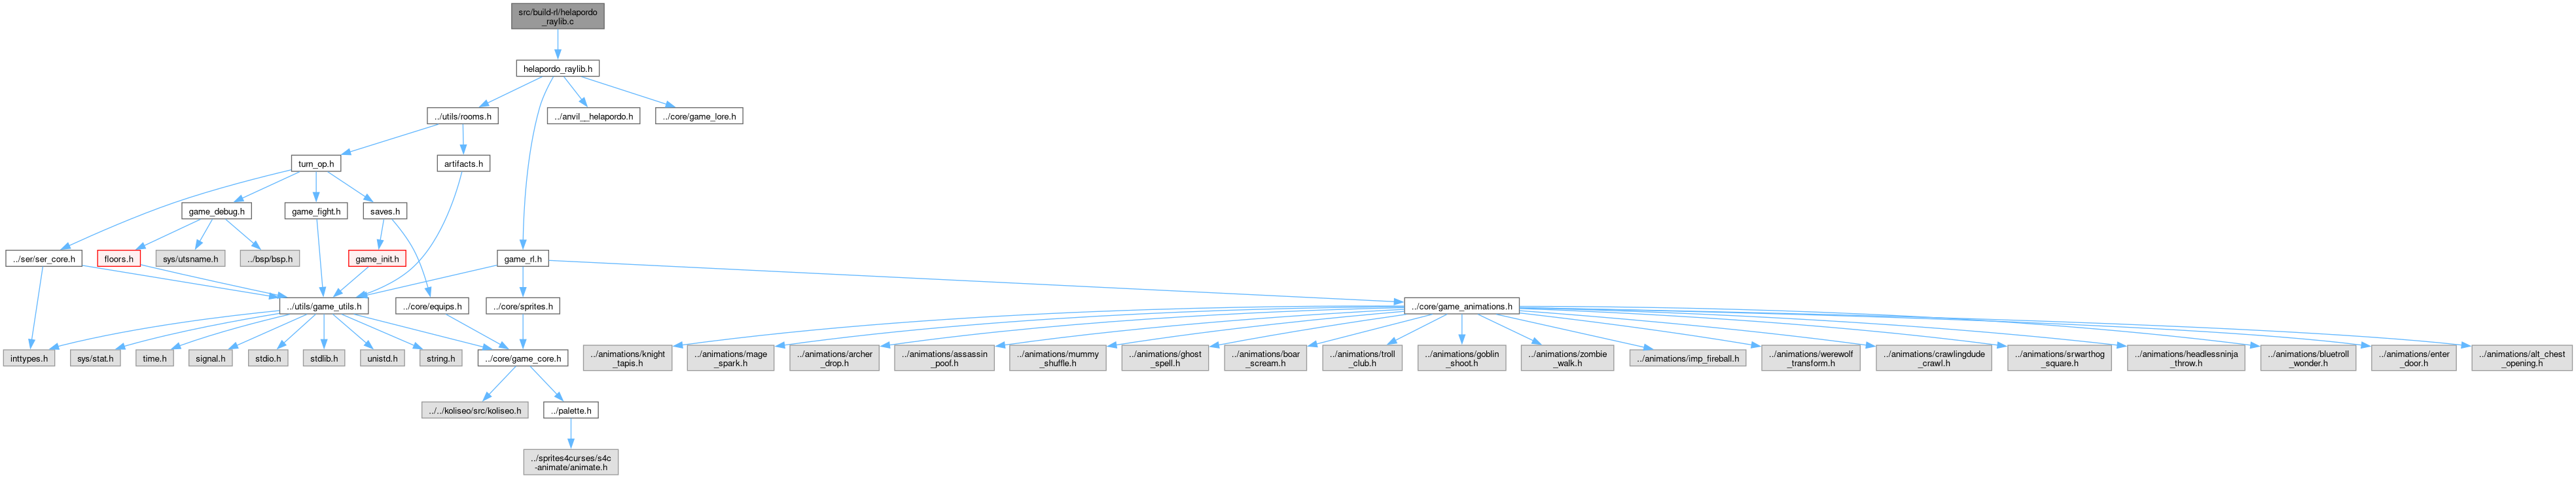 src/build-rl/helapordo
_raylib.c
helapordo_raylib.h
../utils/rooms.h
../anvil__helapordo.h
../core/game_lore.h
turn_op.h
artifacts.h
game_debug.h
game_fight.h
saves.h
../ser/ser_core.h
floors.h
sys/utsname.h
../bsp/bsp.h
game_init.h
game_rl.h
../utils/game_utils.h
../core/equips.h
../core/sprites.h
../core/game_animations.h
inttypes.h
sys/stat.h
time.h
signal.h
stdio.h
stdlib.h
unistd.h
string.h
../core/game_core.h
../animations/knight
_tapis.h
../animations/mage
_spark.h
../animations/archer
_drop.h
../animations/assassin
_poof.h
../animations/mummy
_shuffle.h
../animations/ghost
_spell.h
../animations/boar
_scream.h
../animations/troll
_club.h
../animations/goblin
_shoot.h
../animations/zombie
_walk.h
../animations/imp_fireball.h
../animations/werewolf
_transform.h
../animations/crawlingdude
_crawl.h
../animations/srwarthog
_square.h
../animations/headlessninja
_throw.h
../animations/bluetroll
_wonder.h
../animations/enter
_door.h
../animations/alt_chest
_opening.h
../../koliseo/src/koliseo.h
../palette.h
../sprites4curses/s4c
-animate/animate.h